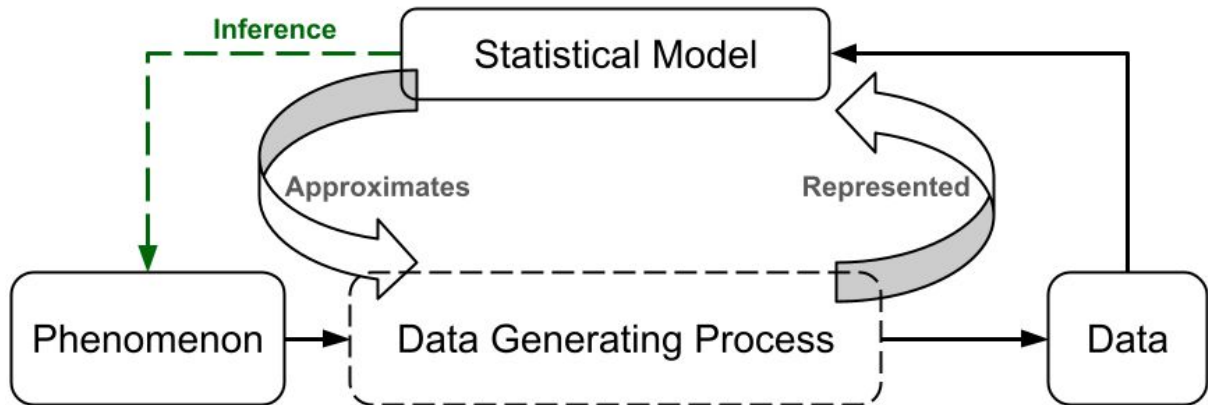 Inference
Statistical Model
Approximates
Represented
Phenomenon
Data Generating Process
Data